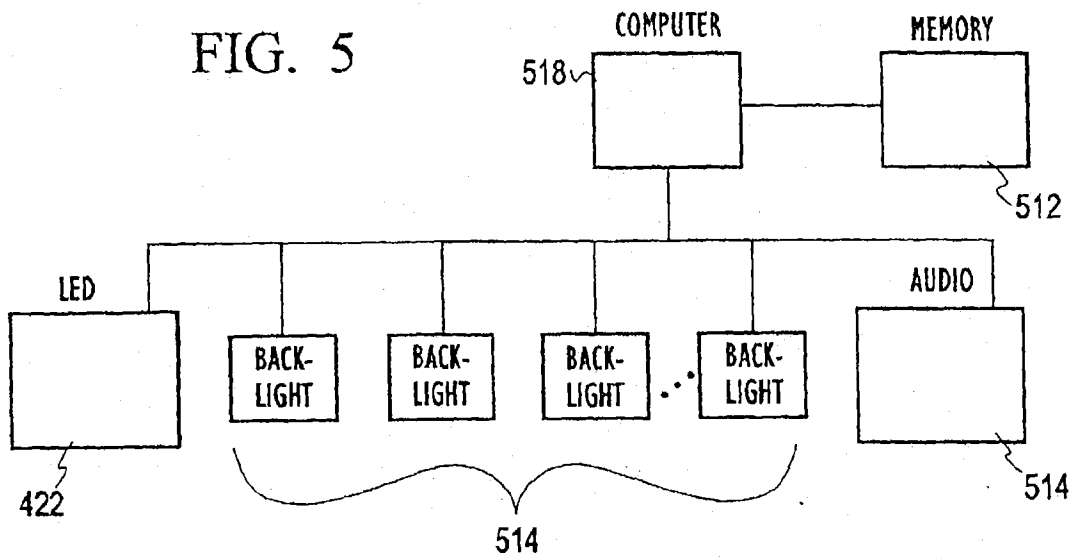 FIG. 5
COMPUTER
MEMORY
518
512
LED
AUDIO
BACK-
LIGHT
BACK-
LIGHT
BACK-
LIGHT
BACK-
LIGHT
422
514
514